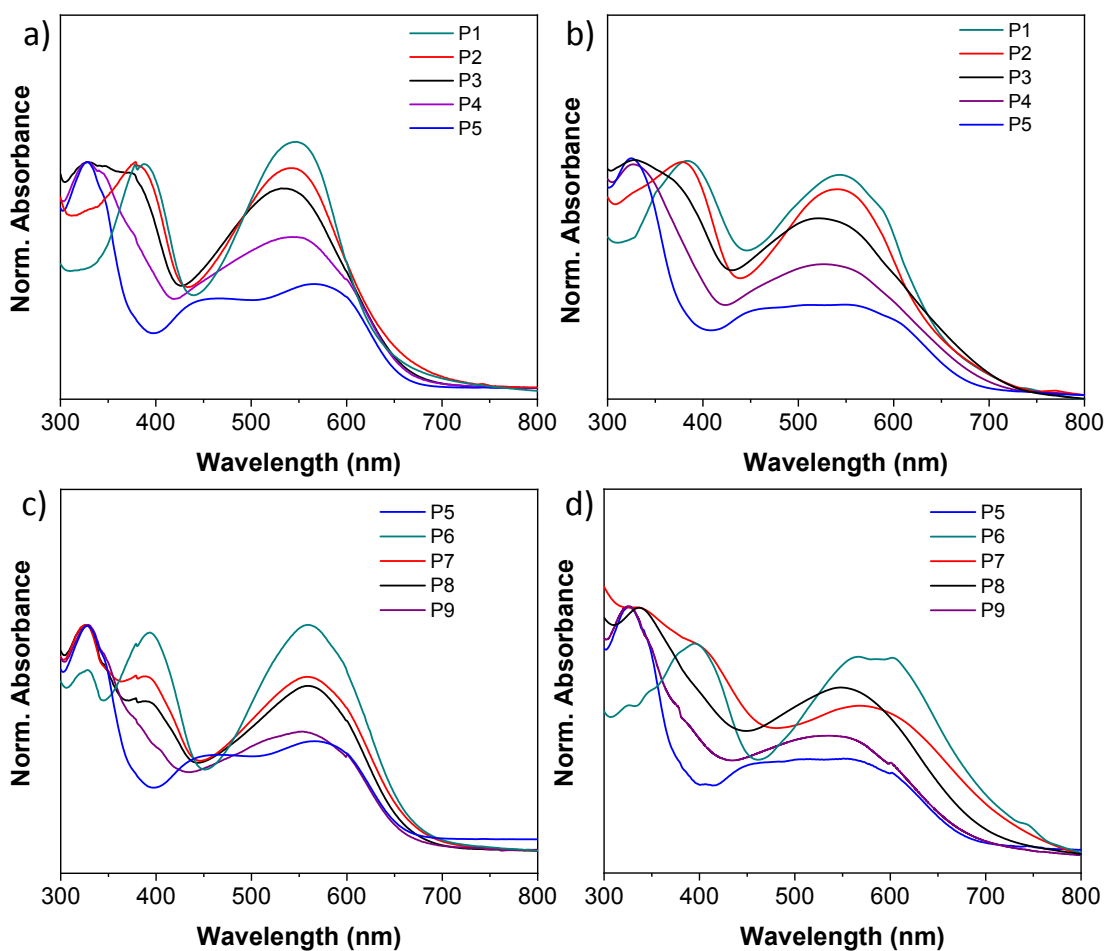 a)
P1
P2
P3
P4
P5
Norm. Absorbance
300 400 500 600 700 800
Wavelength (nm)
b)
P1
P2
P3
P4
P5
Norm. Absorbance
300 400 500 600 700 800
Wavelength (nm)
c)
P5
P6
P7
P8
P9
Norm. Absorbance
300 400 500 600 700 800
Wavelength (nm)
d)
P5
P6
P7
P8
P9
Norm. Absorbance
300 400 500 600 700 800
Wavelength (nm)